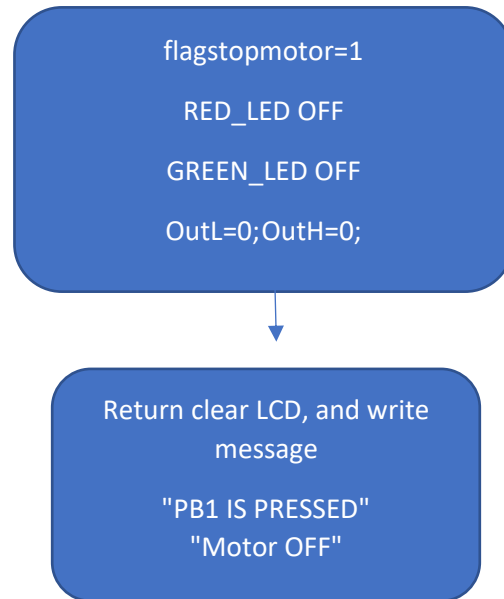 flagstopmotor=1
RED_LED OFF
GREEN_LED OFF
OutL=0;OutH=0;
Return clear LCD, and write
message
"PB1 IS PRESSED"
"Motor OFF"